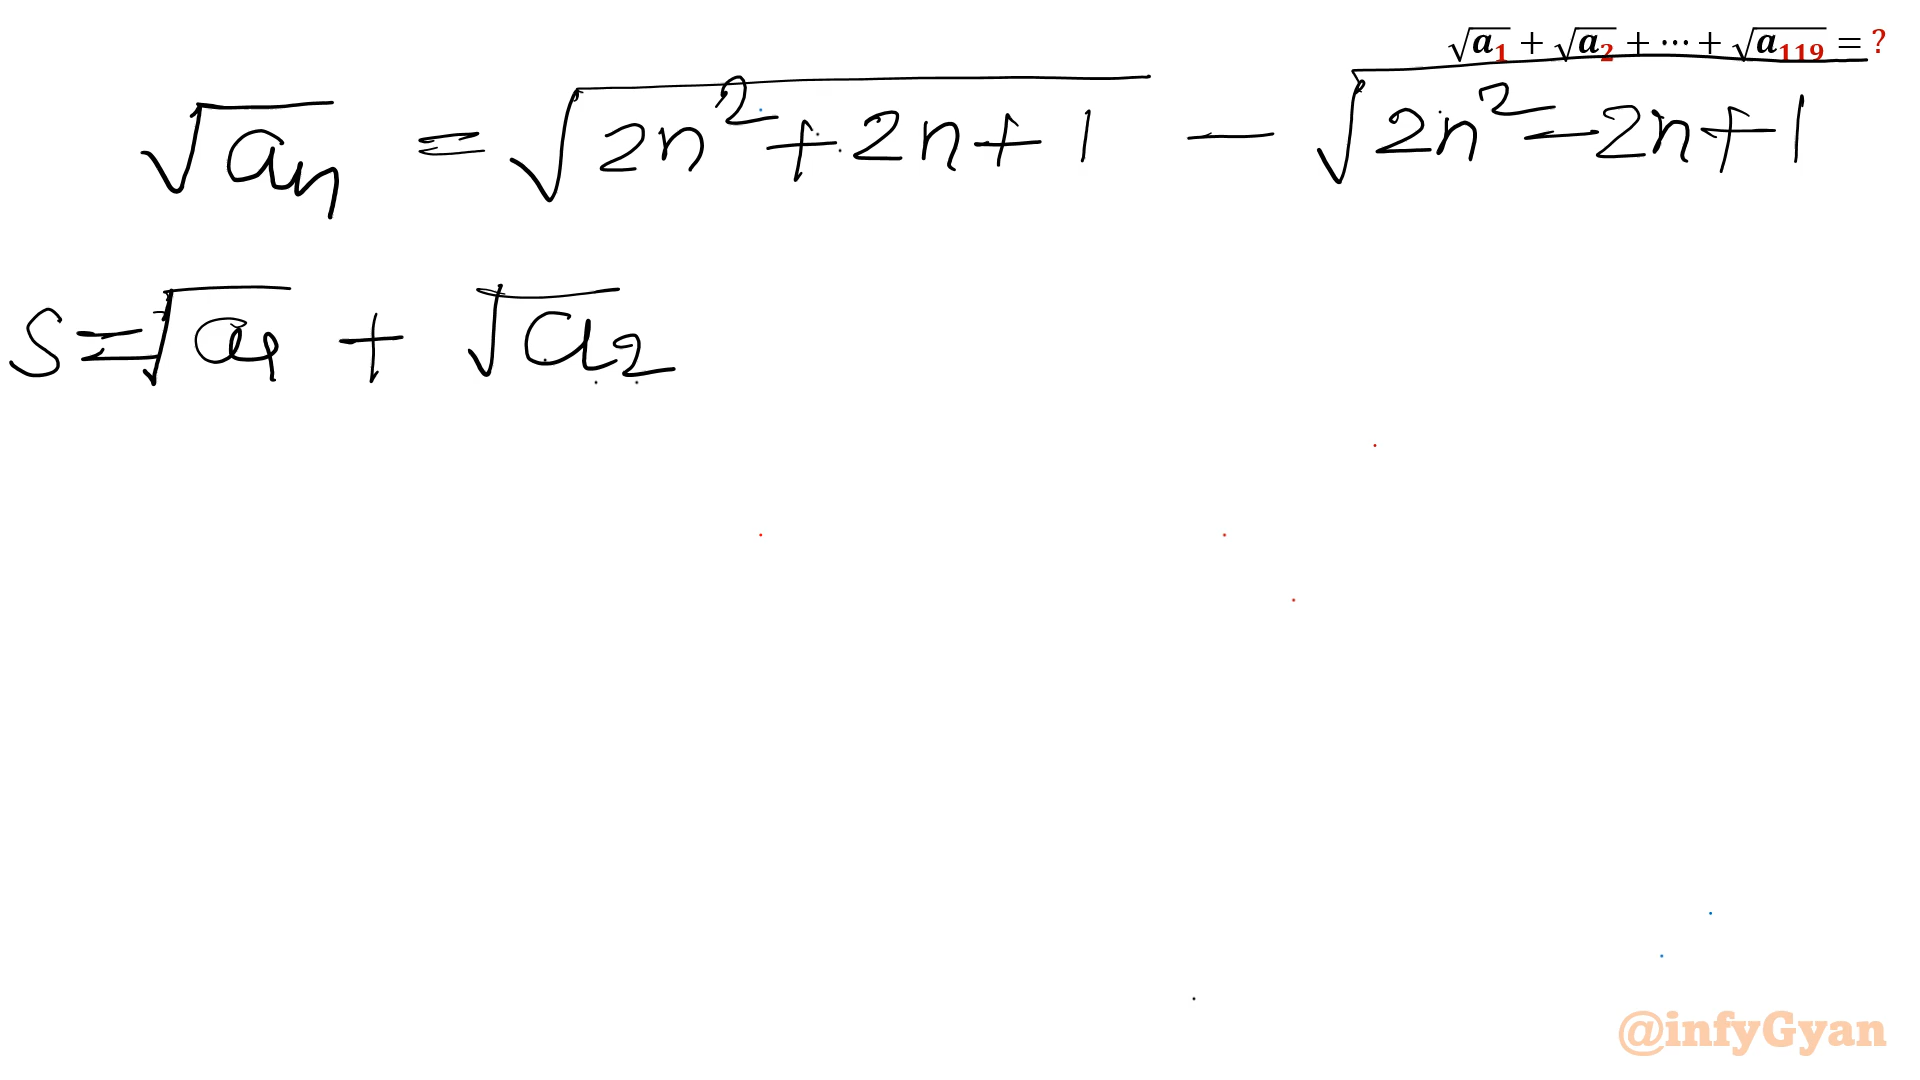 √a₁ + √a₂ + ⋯ + √a₁₁₉ = ?
√aₙ = √(2n² + 2n + 1) − √(2n² − 2n + 1)
S = √a₁ + √a₂
@infyGyan